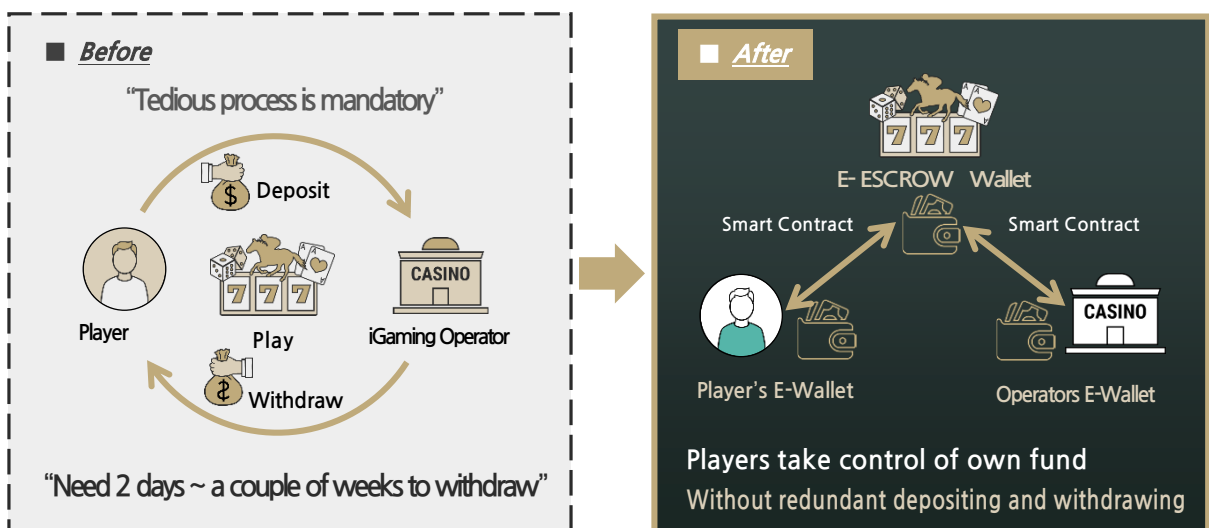 Before
“Tedious process is mandatory”
Deposit
$
777
CASINO
Player
Play
iGaming Operator
$
Withdraw
“Need 2 days ~ a couple of weeks to withdraw”
After
A
A
777
E-ESCROW Wallet
Smart Contract
Smart Contract
CASINO
Player’s E-Wallet
Operators E-Wallet
Players take control of own fund
Without redundant depositing and withdrawing